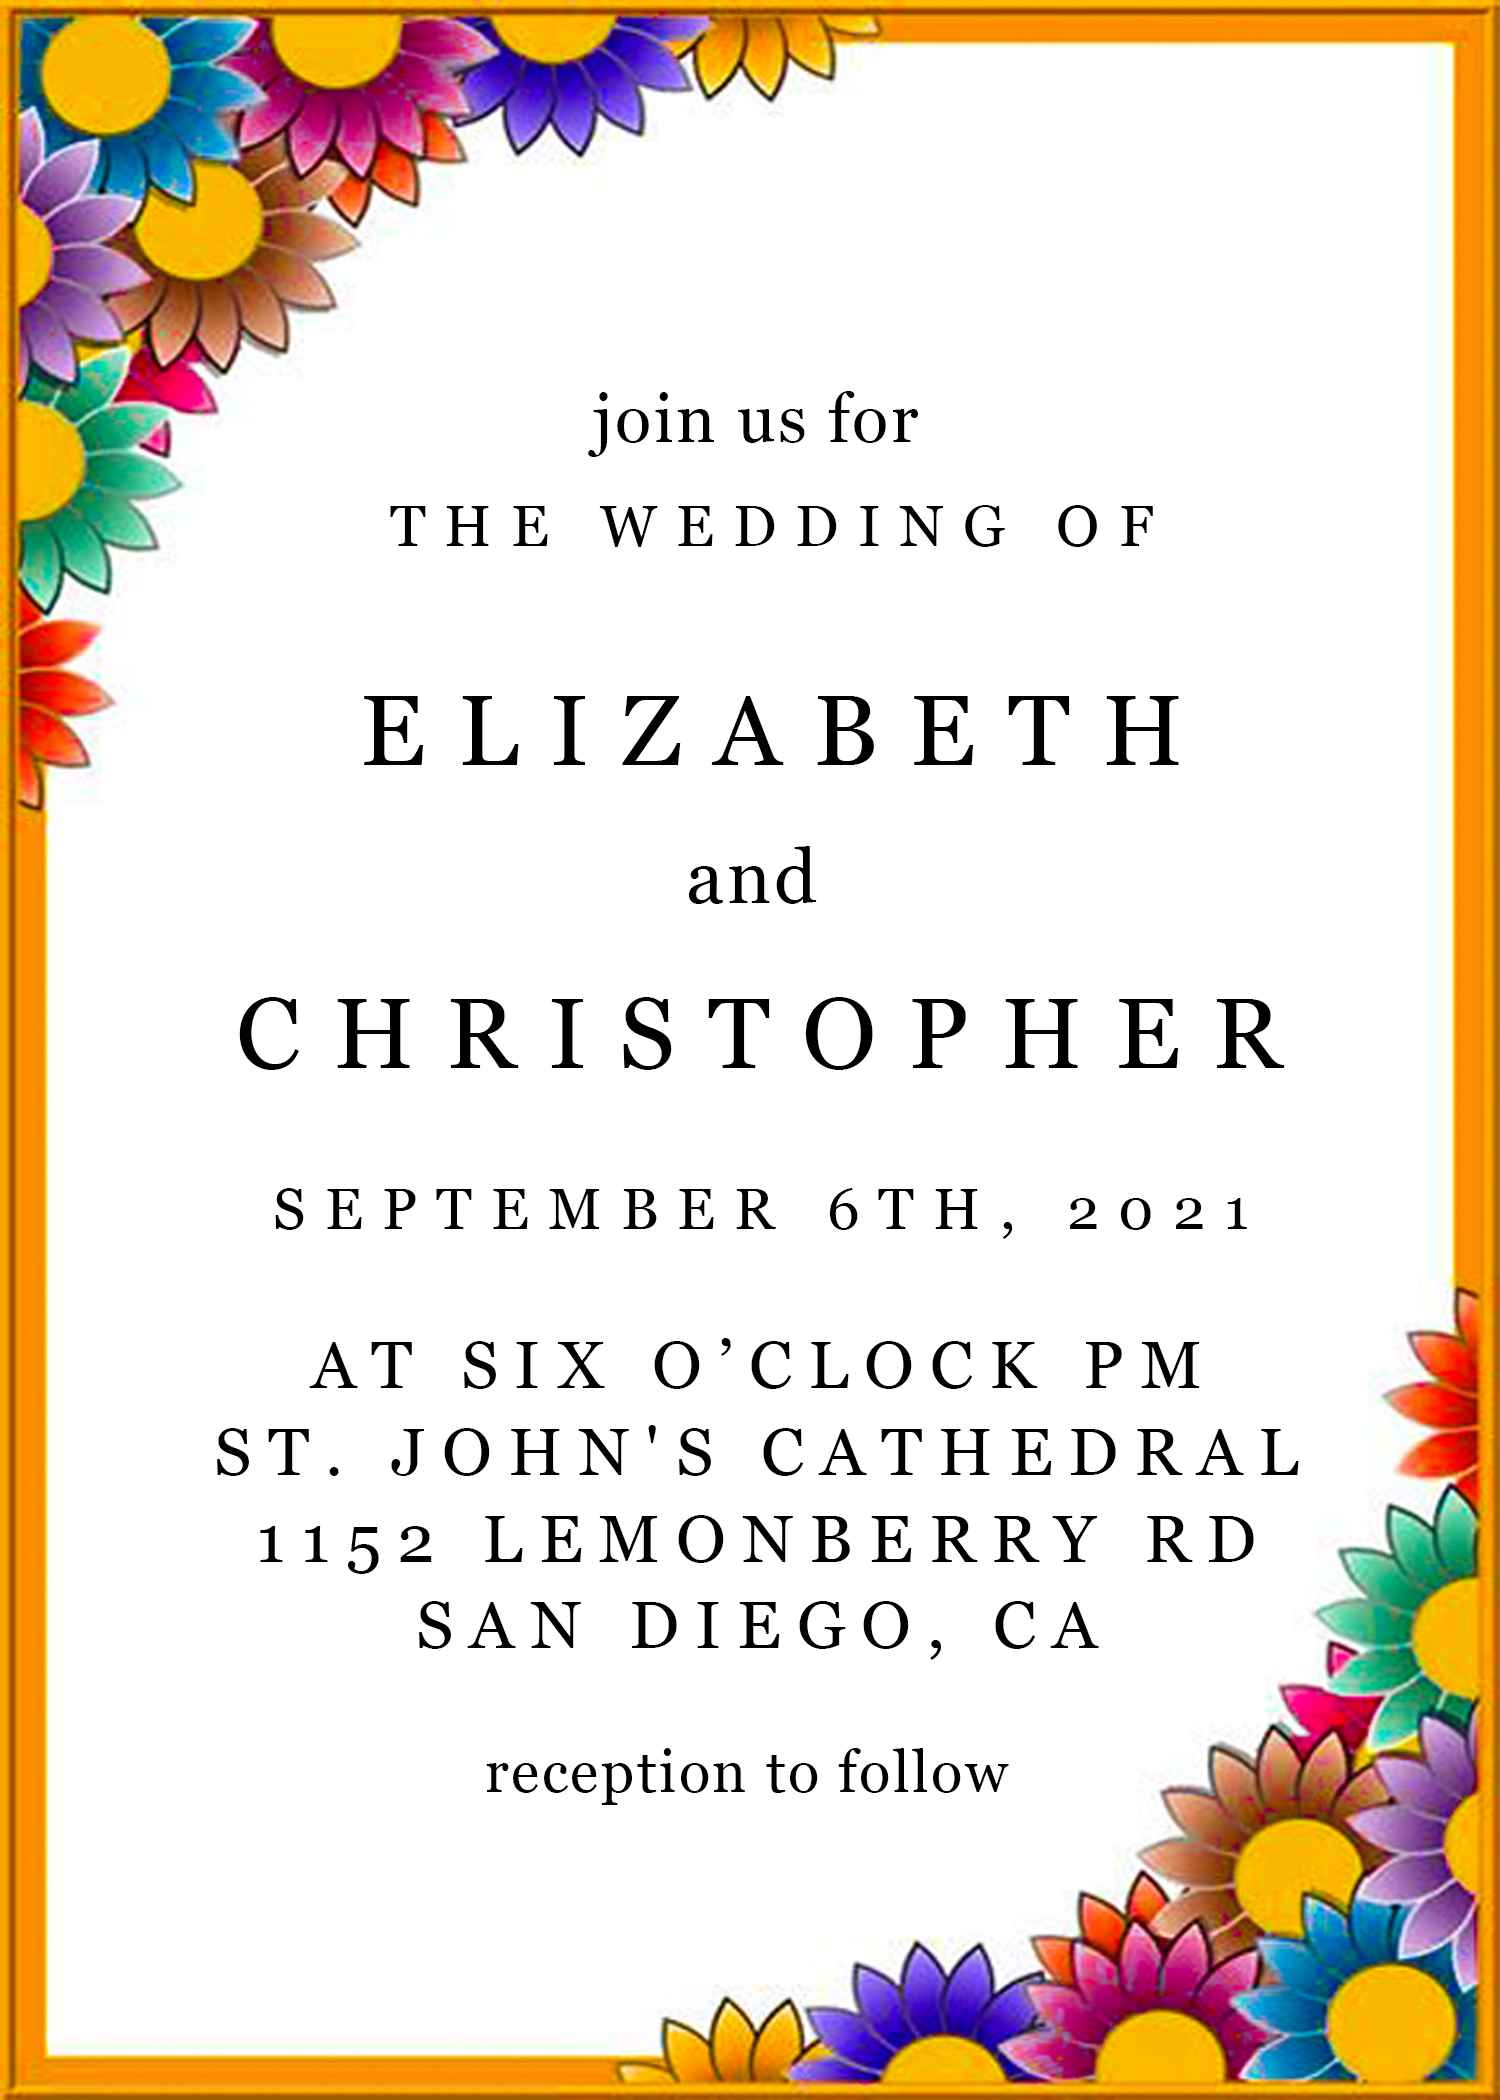 join us for
THE WEDDING OF
ELIZABETH
and
CHRISTOPHER
SEPTEMBER 6TH, 2021
AT SIX O’CLOCK PM
ST. JOHN'S CATHEDRAL
1152 LEMONBERRY RD
SAN DIEGO, CA
reception to follow